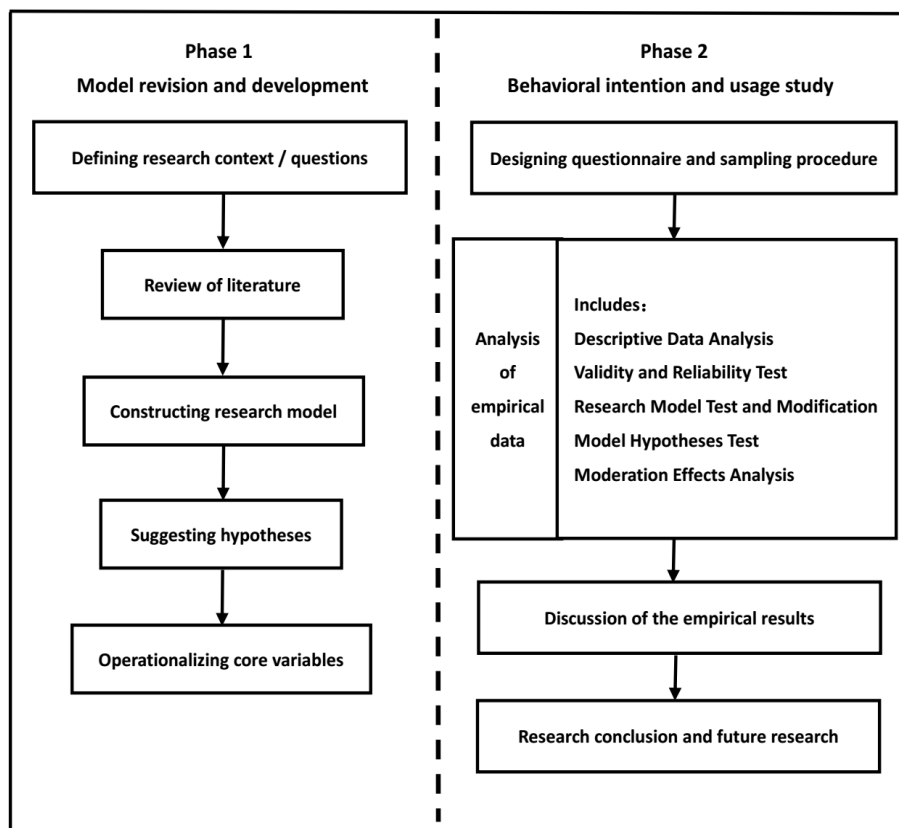 Phase 1
Model revision and development
Defining research context / questions
Review of literature
Constructing research model
Suggesting hypotheses
Operationalizing core variables
Phase 2
Behavioral intention and usage study
Designing questionnaire and sampling procedure
Analysis
of
empirical
data
Includes：
Descriptive Data Analysis
Validity and Reliability Test
Research Model Test and Modification
Model Hypotheses Test
Moderation Effects Analysis
Discussion of the empirical results
Research conclusion and future research